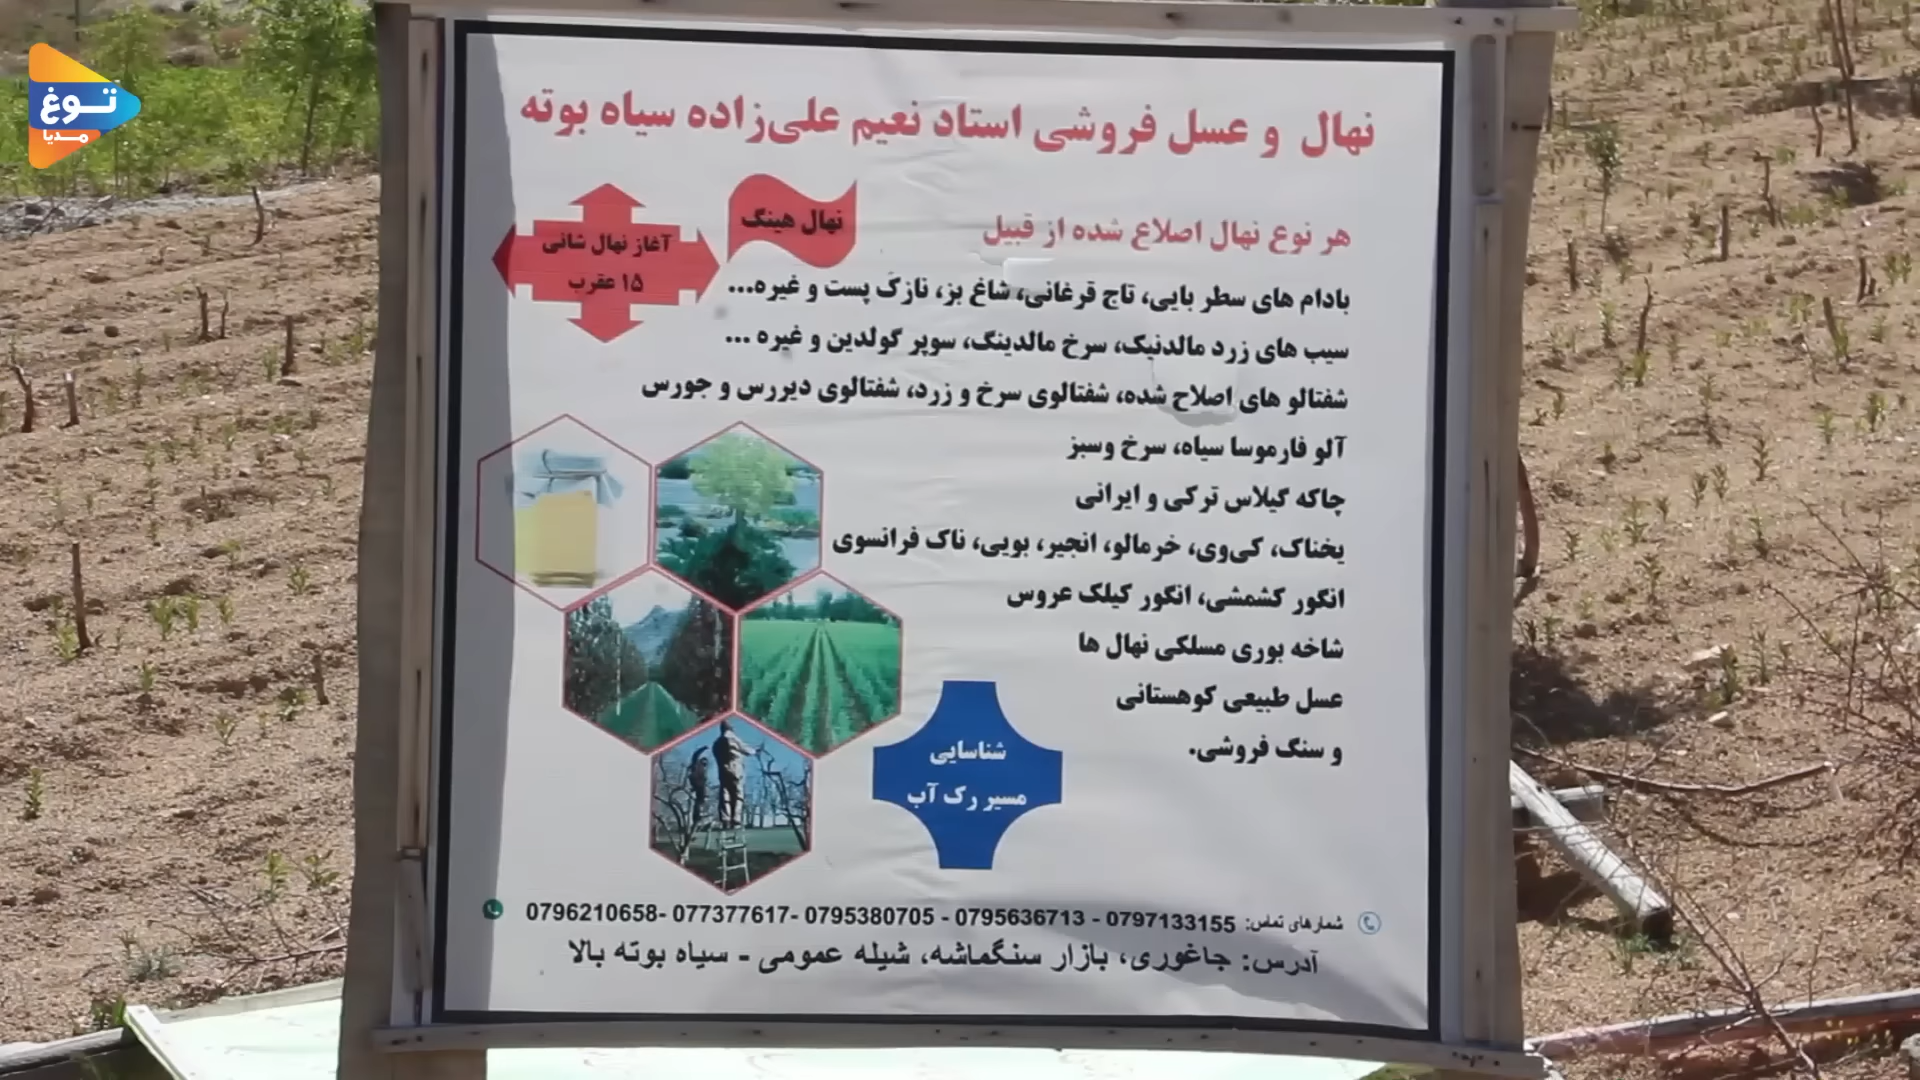 توغ
مدیا
نهال و عسل فروشی استاد نعیم علی‌زاده سیاه بوته
نهال هینگ
آغاز نهال شانی
۱۵ عقرب
هر نوع نهال اصلاع شده از قبیل
بادام های سطر بایی، تاج قرغانی، شاغ بز، نازک پست و غیره...
سیب های زرد مالدنیک، سرخ مالدینگ، سوپر گولدین و غیره ...
شفتالو های اصلاح شده، شفتالوی سرخ و زرد، شفتالوی دیررس و جورس
آلو فارموسا سیاه، سرخ وسبز
چاکه گیلاس ترکی و ایرانی
یخناک، کی‌وی، خرمالو، انجیر، بویی، ناک فرانسوی
انگور کشمشی، انگور کیلک عروس
شاخه بوری مسلکی نهال ها
عسل طبیعی کوهستانی
و سنگ فروشی.
شناسایی
مسیر رک آب
شمارهای تماس: 0797133155 - 0795636713 - 0795380705 -077377617 -0796210658
آدرس: جاغوری، بازار سنگماشه، شیله عمومی - سیاه بوته بالا